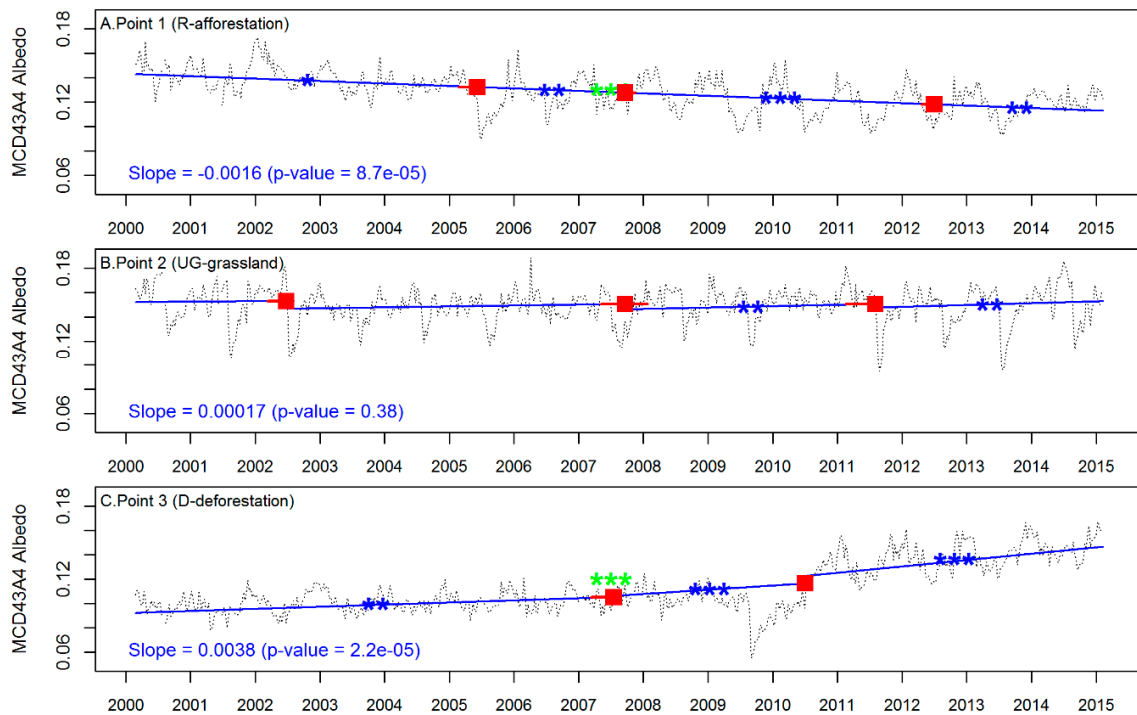 MCD43A4 Albedo
0.18
0.12
0.06
A.Point 1 (R-afforestation)
*
**
**
***
**
Slope = -0.0016 (p-value = 8.7e-05)
2000 2001 2002 2003 2004 2005 2006 2007 2008 2009 2010 2011 2012 2013 2014 2015
MCD43A4 Albedo
0.18
0.12
0.06
B.Point 2 (UG-grassland)
**
**
Slope = 0.00017 (p-value = 0.38)
2000 2001 2002 2003 2004 2005 2006 2007 2008 2009 2010 2011 2012 2013 2014 2015
MCD43A4 Albedo
0.18
0.12
0.06
C.Point 3 (D-deforestation)
**
***
***
***
Slope = 0.0038 (p-value = 2.2e-05)
2000 2001 2002 2003 2004 2005 2006 2007 2008 2009 2010 2011 2012 2013 2014 2015